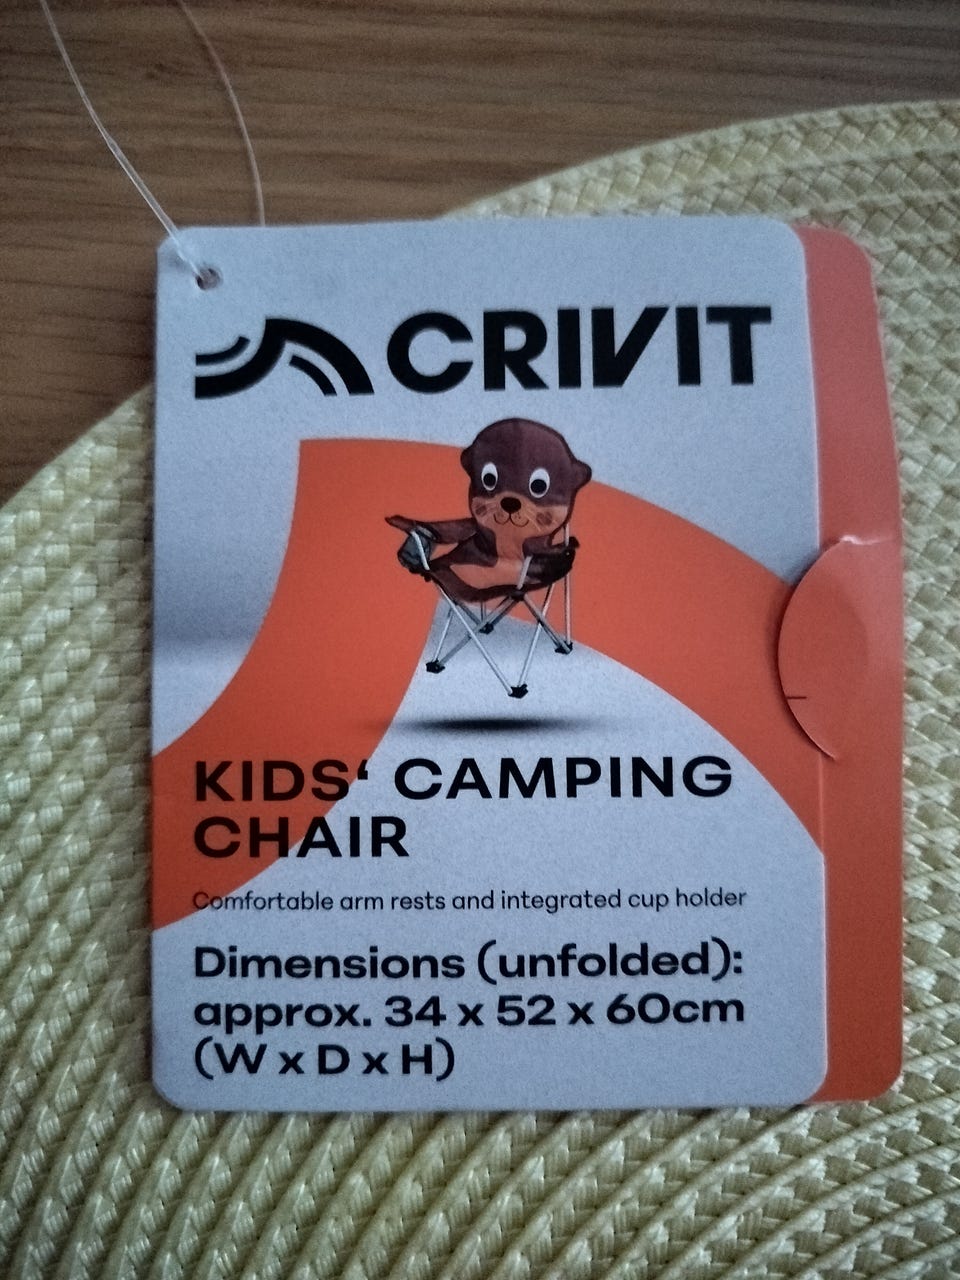 CRIVIT
KIDS‘ CAMPING
CHAIR
Comfortable arm rests and integrated cup holder
Dimensions (unfolded):
approx. 34 x 52 x 60cm
(W x D x H)